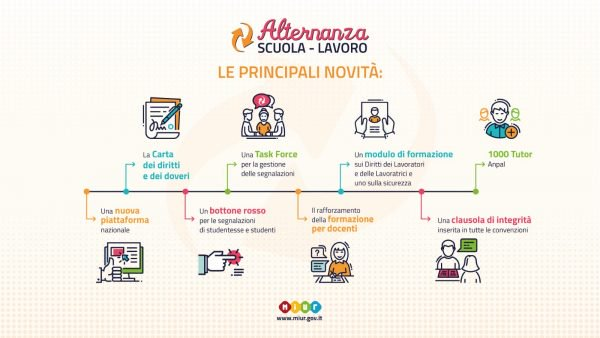 Alternanza
SCUOLA - LAVORO
LE PRINCIPALI NOVITÀ:
La Carta
dei diritti
e dei doveri
Una Task Force
per la gestione
delle segnalazioni
Un modulo di formazione
sui Diritti dei Lavoratori
e delle Lavoratrici e
uno sulla sicurezza
1000 Tutor
Anpal
Una nuova
piattaforma
nazionale
Un bottone rosso
per le segnalazioni
di studentesse e studenti
Il rafforzamento
della formazione
per docenti
Una clausola di integrità
inserita in tutte le convenzioni
?
MIUR
www.miur.gov.it